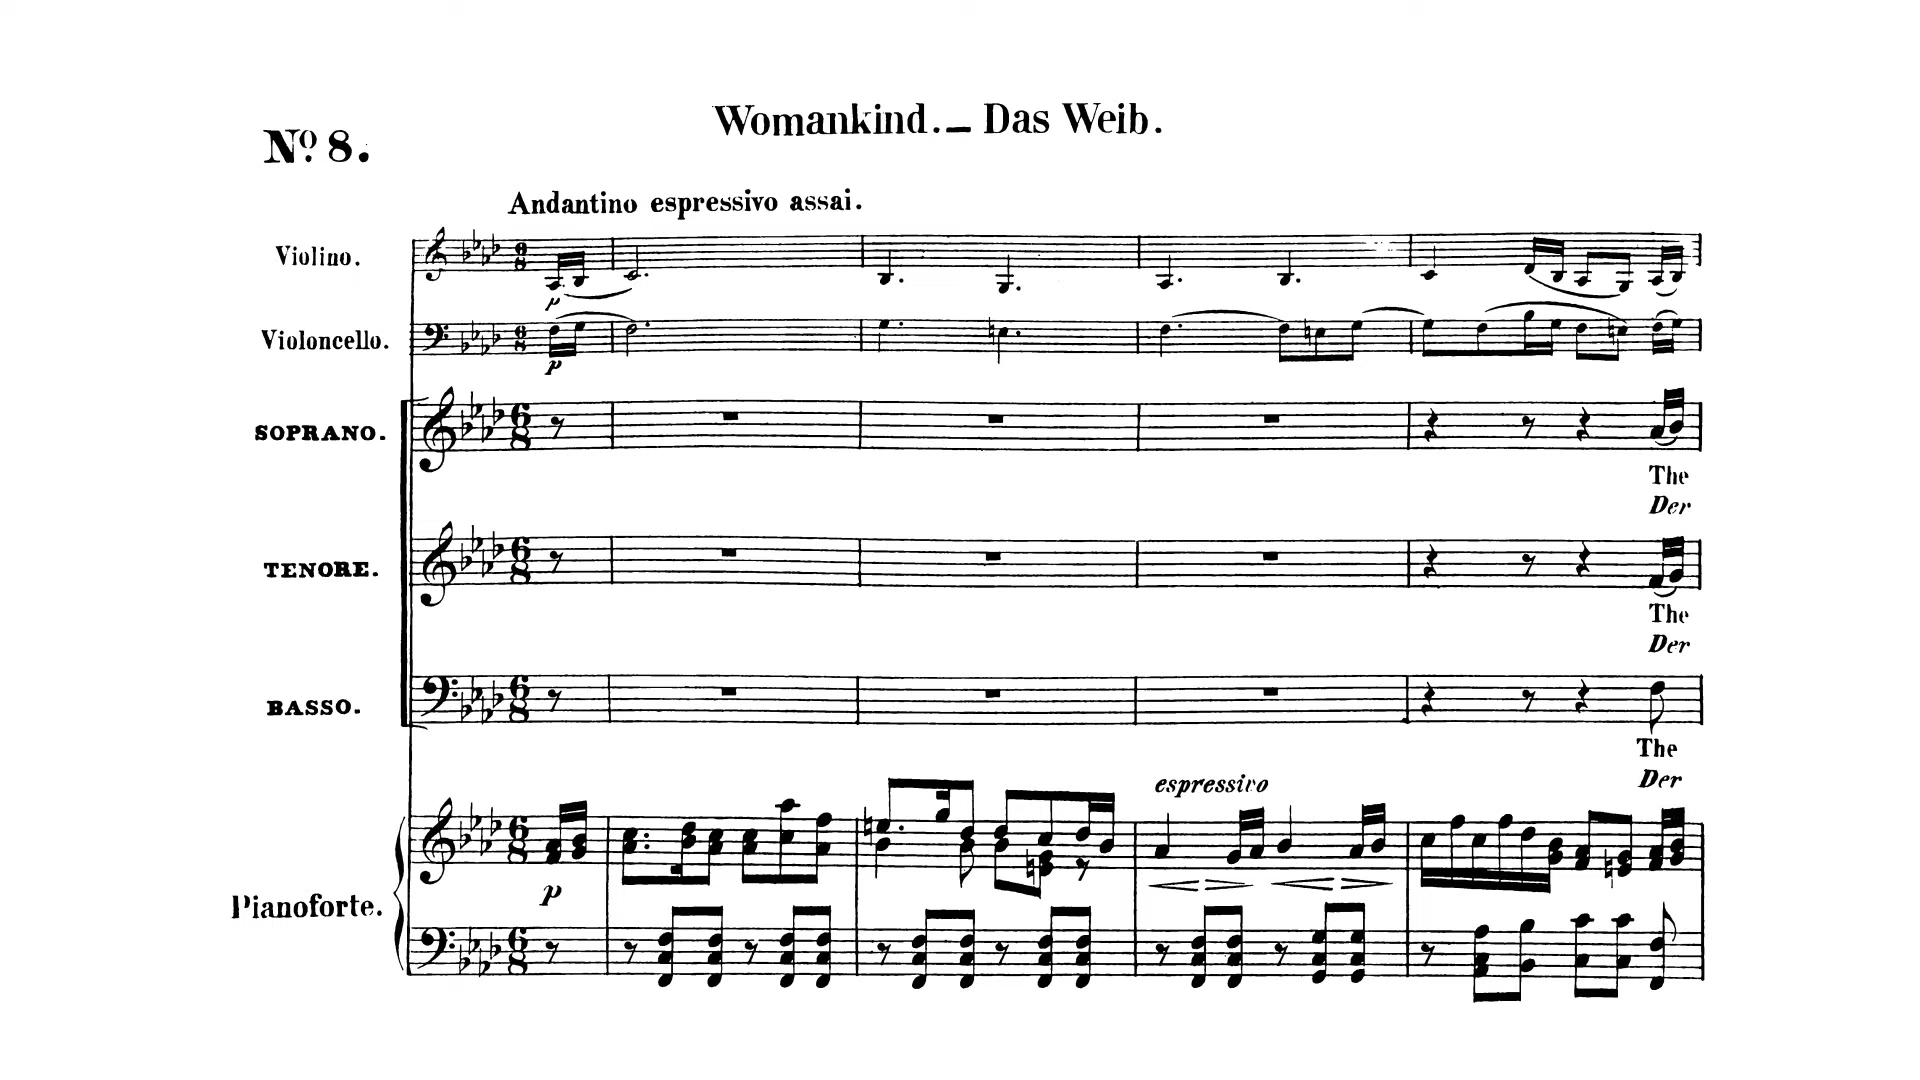 Womankind. — Das Weib.
Nº 8.
Andantino espressivo assai.
Violino.
p
Violoncello.
p
SOPRANO.
The
Der
TENORE.
The
Der
BASSO.
The
Der
espressivo
Pianoforte.
p